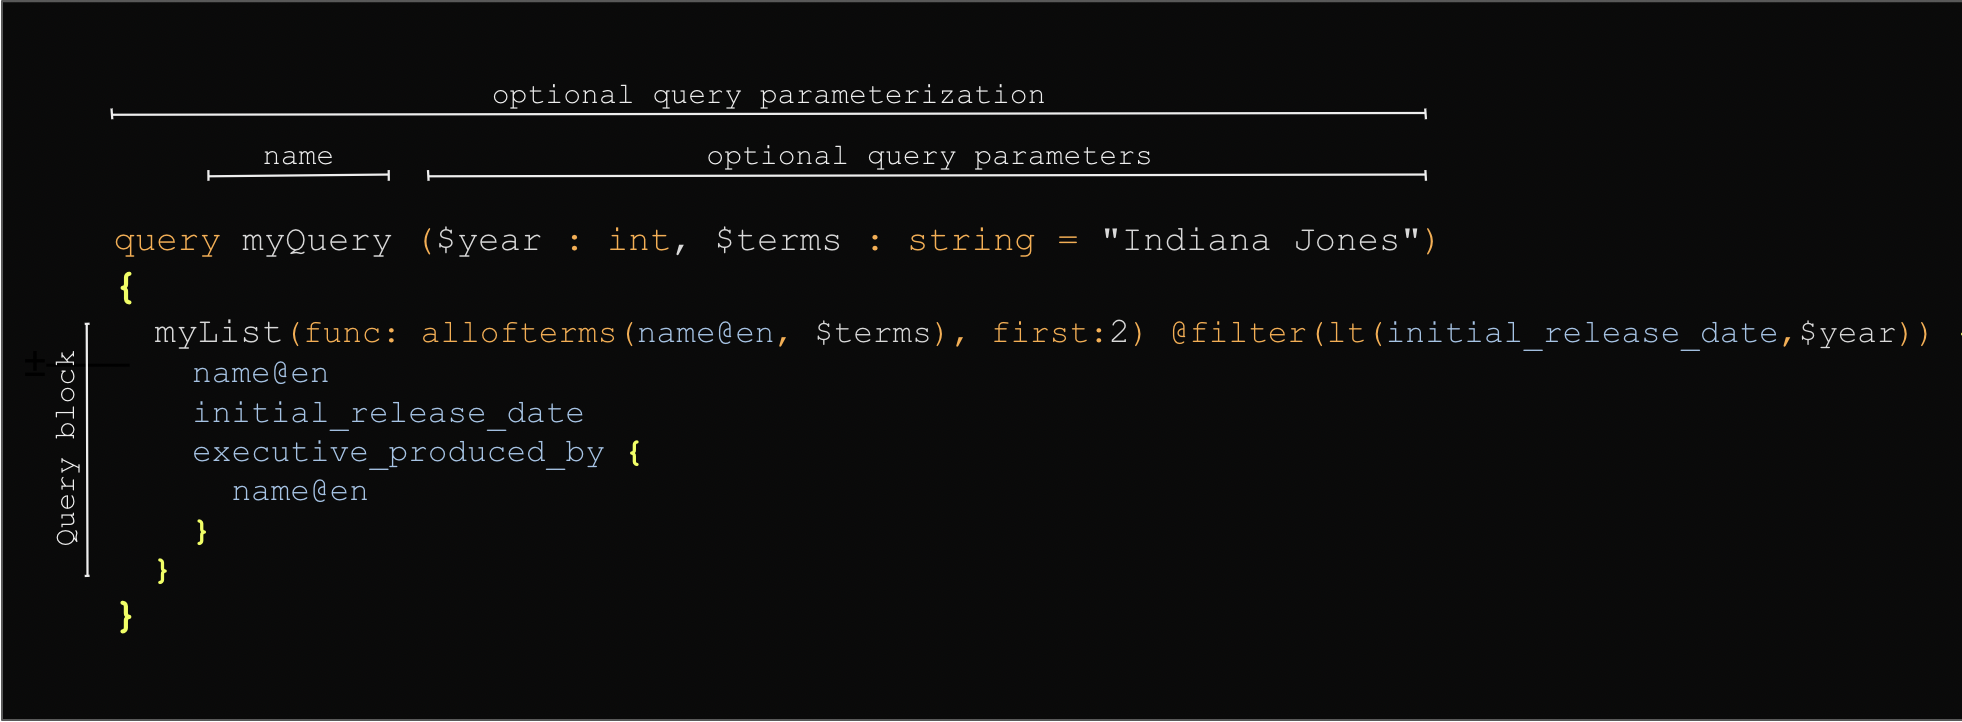 optional query parameterization
name optional query parameters
query myQuery ($year : int, $terms : string = "Indiana Jones")
{
myList(func: allofterms(name@en, $terms), first:2) @filter(lt(initial_release_date,$year))
name@en
initial_release_date
executive_produced_by {
name@en
}
}
}
Query block
±